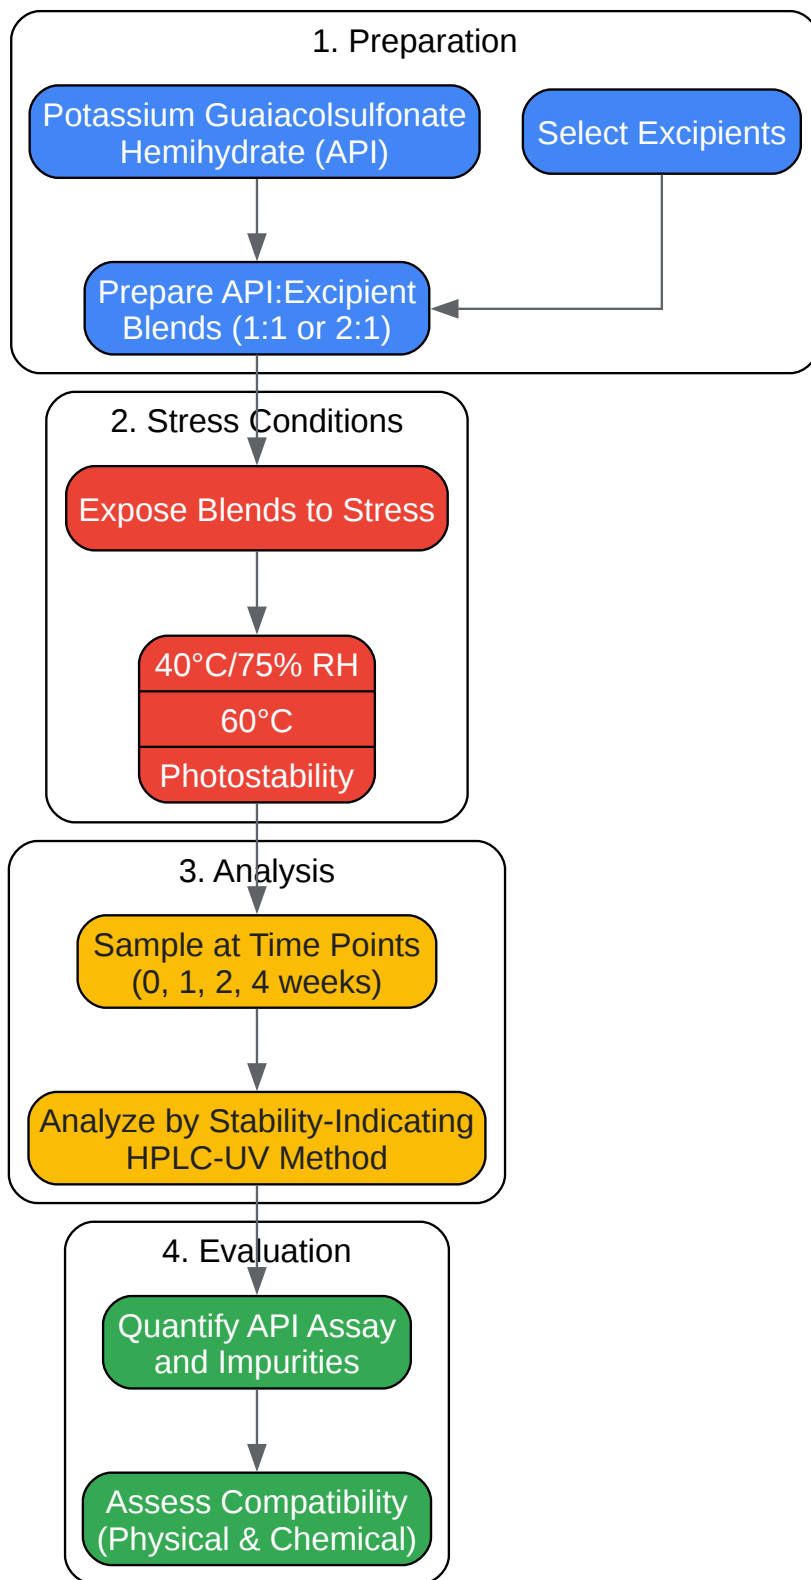 1. Preparation
Potassium Guaiacolsulfonate
Hemihydrate (API)
Select Excipients
Prepare API:Excipient
Blends (1:1 or 2:1)
2. Stress Conditions
Expose Blends to Stress
40°C/75% RH
60°C
Photostability
3. Analysis
Sample at Time Points
(0, 1, 2, 4 weeks)
Analyze by Stability-Indicating
HPLC-UV Method
4. Evaluation
Quantify API Assay
and Impurities
Assess Compatibility
(Physical & Chemical)